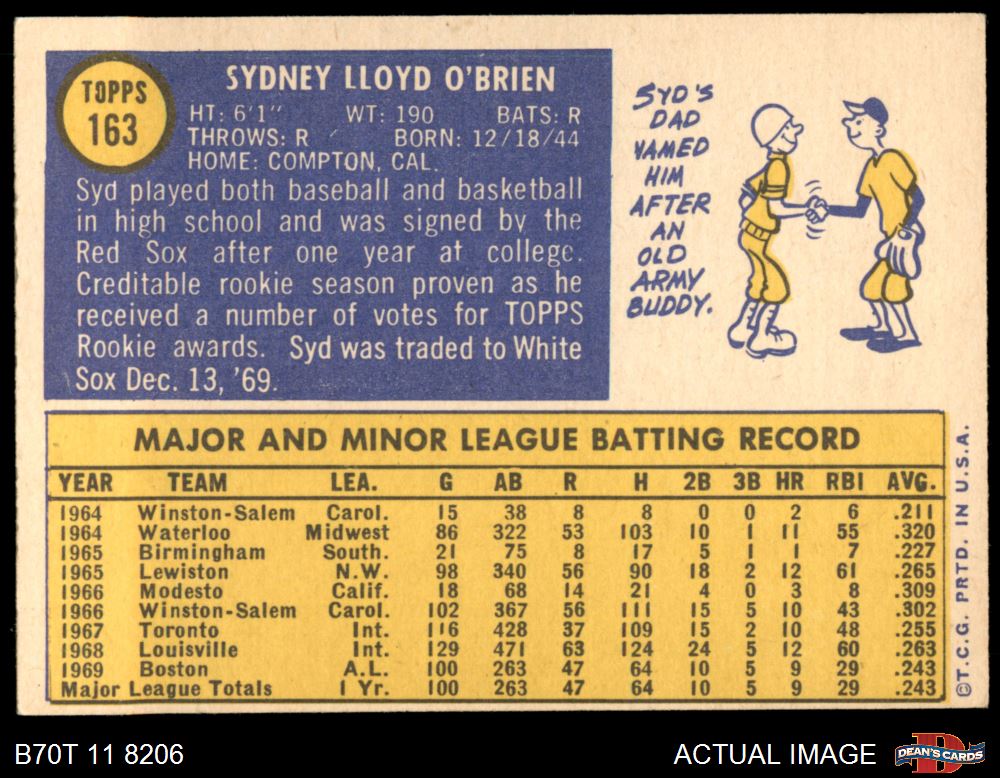 TOPPS
163
SYDNEY LLOYD O'BRIEN
HT: 6'1" WT: 190 BATS: R
THROWS: R BORN: 12/18/44
HOME: COMPTON, CAL.
Syd played both baseball and basketball
in high school and was signed by the
Red Sox after one year at college.
Creditable rookie season proven as he
received a number of votes for TOPPS
Rookie awards. Syd was traded to White
Sox Dec. 13, '69.
SYD'S
DAD
NAMED
HIM
AFTER
AN
OLD
ARMY
BUDDY.
MAJOR AND MINOR LEAGUE BATTING RECORD
YEAR TEAM LEA. G AB R H 2B 3B HR RBI AVG.
1964 Winston-Salem Carol. 15 38 8 8 0 0 2 6 .211
1964 Waterloo Midwest 86 322 53 103 10 1 11 55 .320
1965 Birmingham South. 21 75 8 17 5 1 1 7 .227
1965 Lewiston N.W. 98 340 56 90 18 2 12 61 .265
1966 Modesto Calif. 18 68 14 21 4 0 3 8 .309
1966 Winston-Salem Carol. 102 367 56 111 15 5 10 43 .302
1967 Toronto Int. 116 428 37 109 15 2 10 48 .255
1968 Louisville Int. 129 471 63 124 24 5 12 60 .263
1969 Boston A.L. 100 263 47 64 10 5 9 29 .243
Major League Totals 1 Yr. 100 263 47 64 10 5 9 29 .243
©T.C.G. PRTD. IN U.S.A.
B70T 11 8206
ACTUAL IMAGE
DEAN'S CARDS